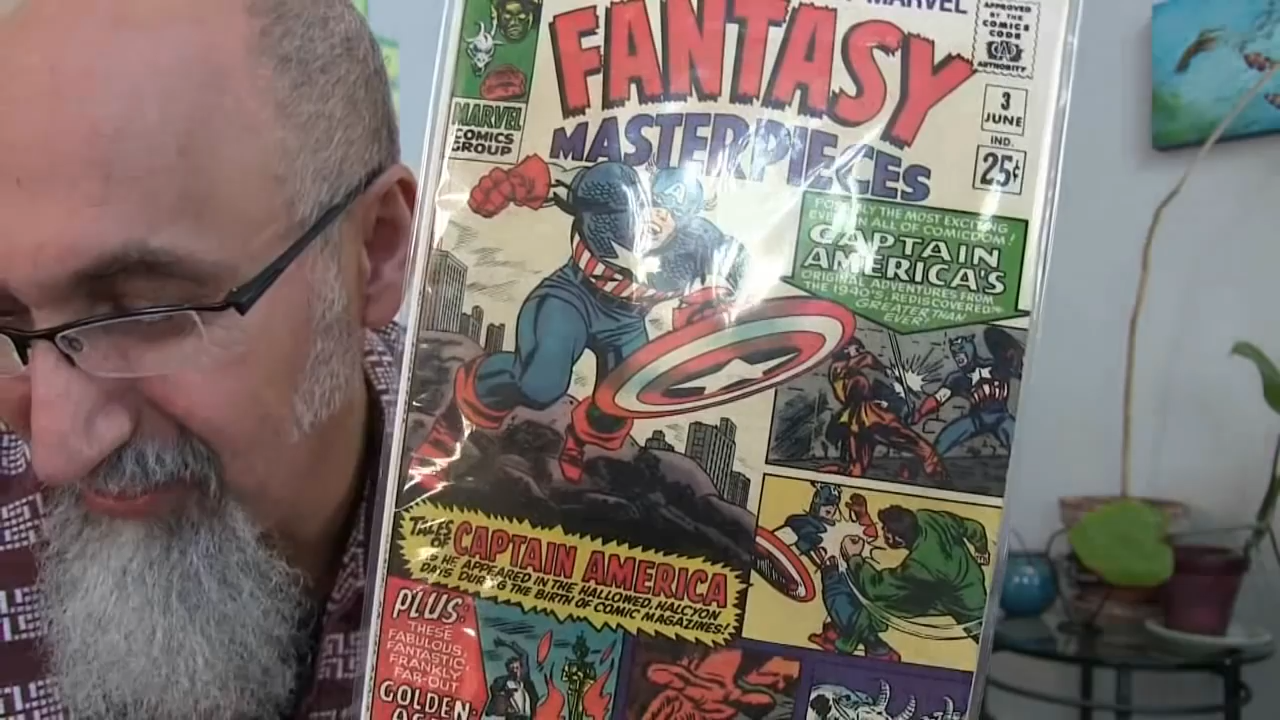 MARVEL
FANTASY
MASTERPIECES
MARVEL
COMICS
GROUP
APPROVED
BY THE
COMICS
CODE
AUTHORITY
3
JUNE
IND.
25¢
POSSIBLY THE MOST EXCITING
EVENT IN ALL OF COMICDOM!
CAPTAIN
AMERICA'S
ORIGINAL ADVENTURES FROM
THE 1940'S, REDISCOVERED--
GREATER THAN
EVER!
A
TALES
OF
CAPTAIN AMERICA
AS HE APPEARED IN THE HALLOWED, HALCYON
DAYS DURING THE BIRTH OF COMIC MAGAZINES!
PLUS:
THESE
FABULOUS,
FANTASTIC,
FRANKLY
FAR-OUT
GOLDEN-